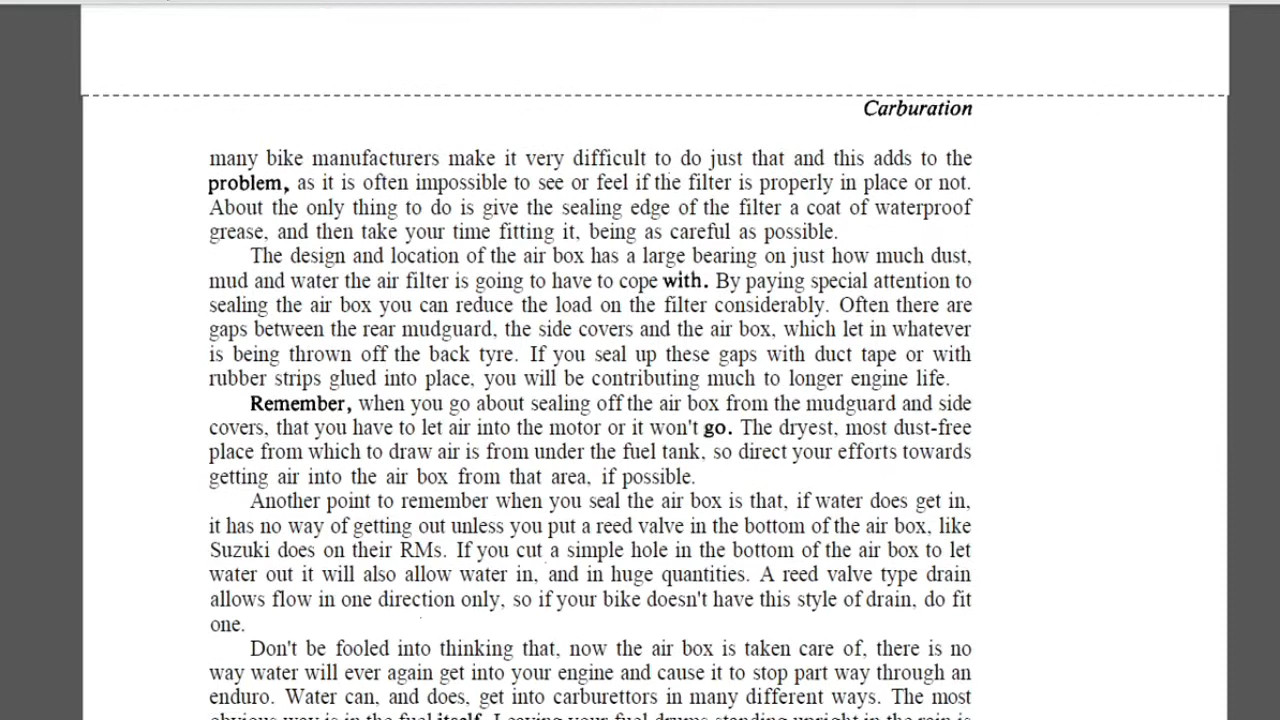 Carburation
many bike manufacturers make it very difficult to do just that and this adds to the
problem, as it is often impossible to see or feel if the filter is properly in place or not.
About the only thing to do is give the sealing edge of the filter a coat of waterproof
grease, and then take your time fitting it, being as careful as possible.
The design and location of the air box has a large bearing on just how much dust,
mud and water the air filter is going to have to cope with. By paying special attention to
sealing the air box you can reduce the load on the filter considerably. Often there are
gaps between the rear mudguard, the side covers and the air box, which let in whatever
is being thrown off the back tyre. If you seal up these gaps with duct tape or with
rubber strips glued into place, you will be contributing much to longer engine life.
Remember, when you go about sealing off the air box from the mudguard and side
covers, that you have to let air into the motor or it won't go. The dryest, most dust-free
place from which to draw air is from under the fuel tank, so direct your efforts towards
getting air into the air box from that area, if possible.
Another point to remember when you seal the air box is that, if water does get in,
it has no way of getting out unless you put a reed valve in the bottom of the air box, like
Suzuki does on their RMs. If you cut a simple hole in the bottom of the air box to let
water out it will also allow water in, and in huge quantities. A reed valve type drain
allows flow in one direction only, so if your bike doesn't have this style of drain, do fit
one.
Don't be fooled into thinking that, now the air box is taken care of, there is no
way water will ever again get into your engine and cause it to stop part way through an
enduro. Water can, and does, get into carburettors in many different ways. The most
obvious way is in the fuel itself. Leaving your fuel drums standing upright in the rain is